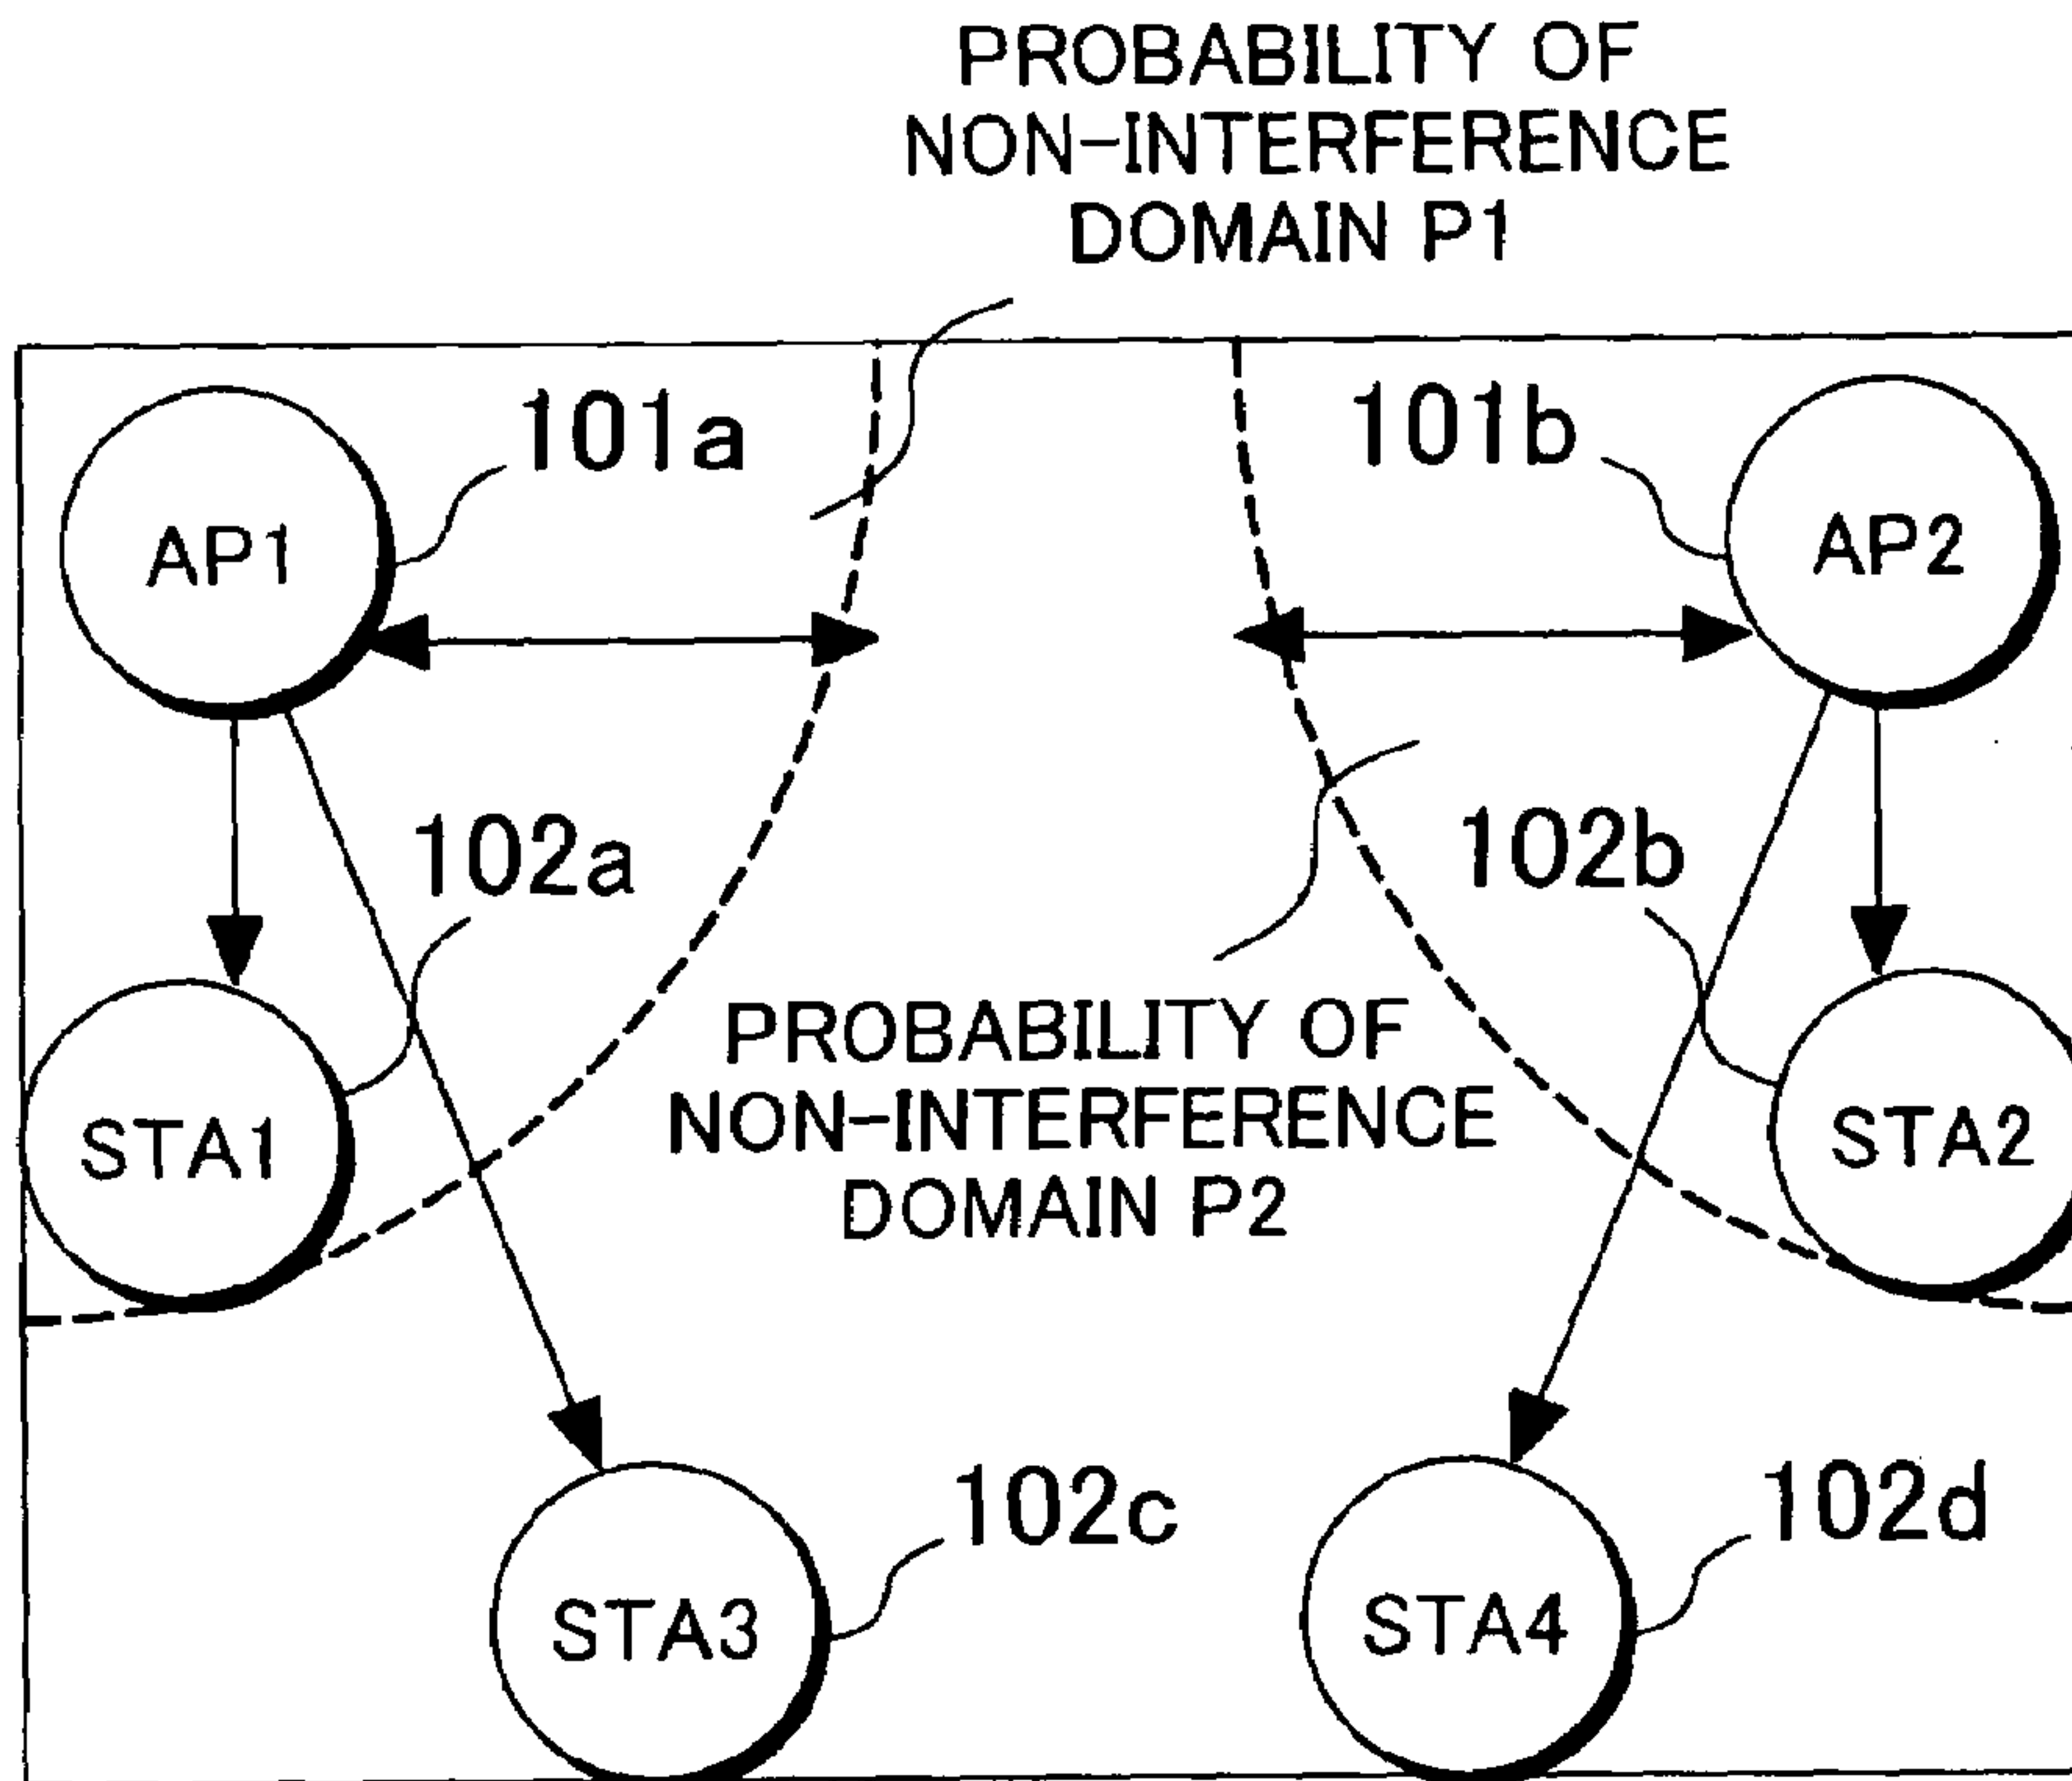 PROBABILITY OF
NON-INTERFERENCE
DOMAIN P1
101a
101b
AP1
AP2
102a
102b
PROBABILITY OF
NON-INTERFERENCE
DOMAIN P2
STA1
STA2
102c
102d
STA3
STA4